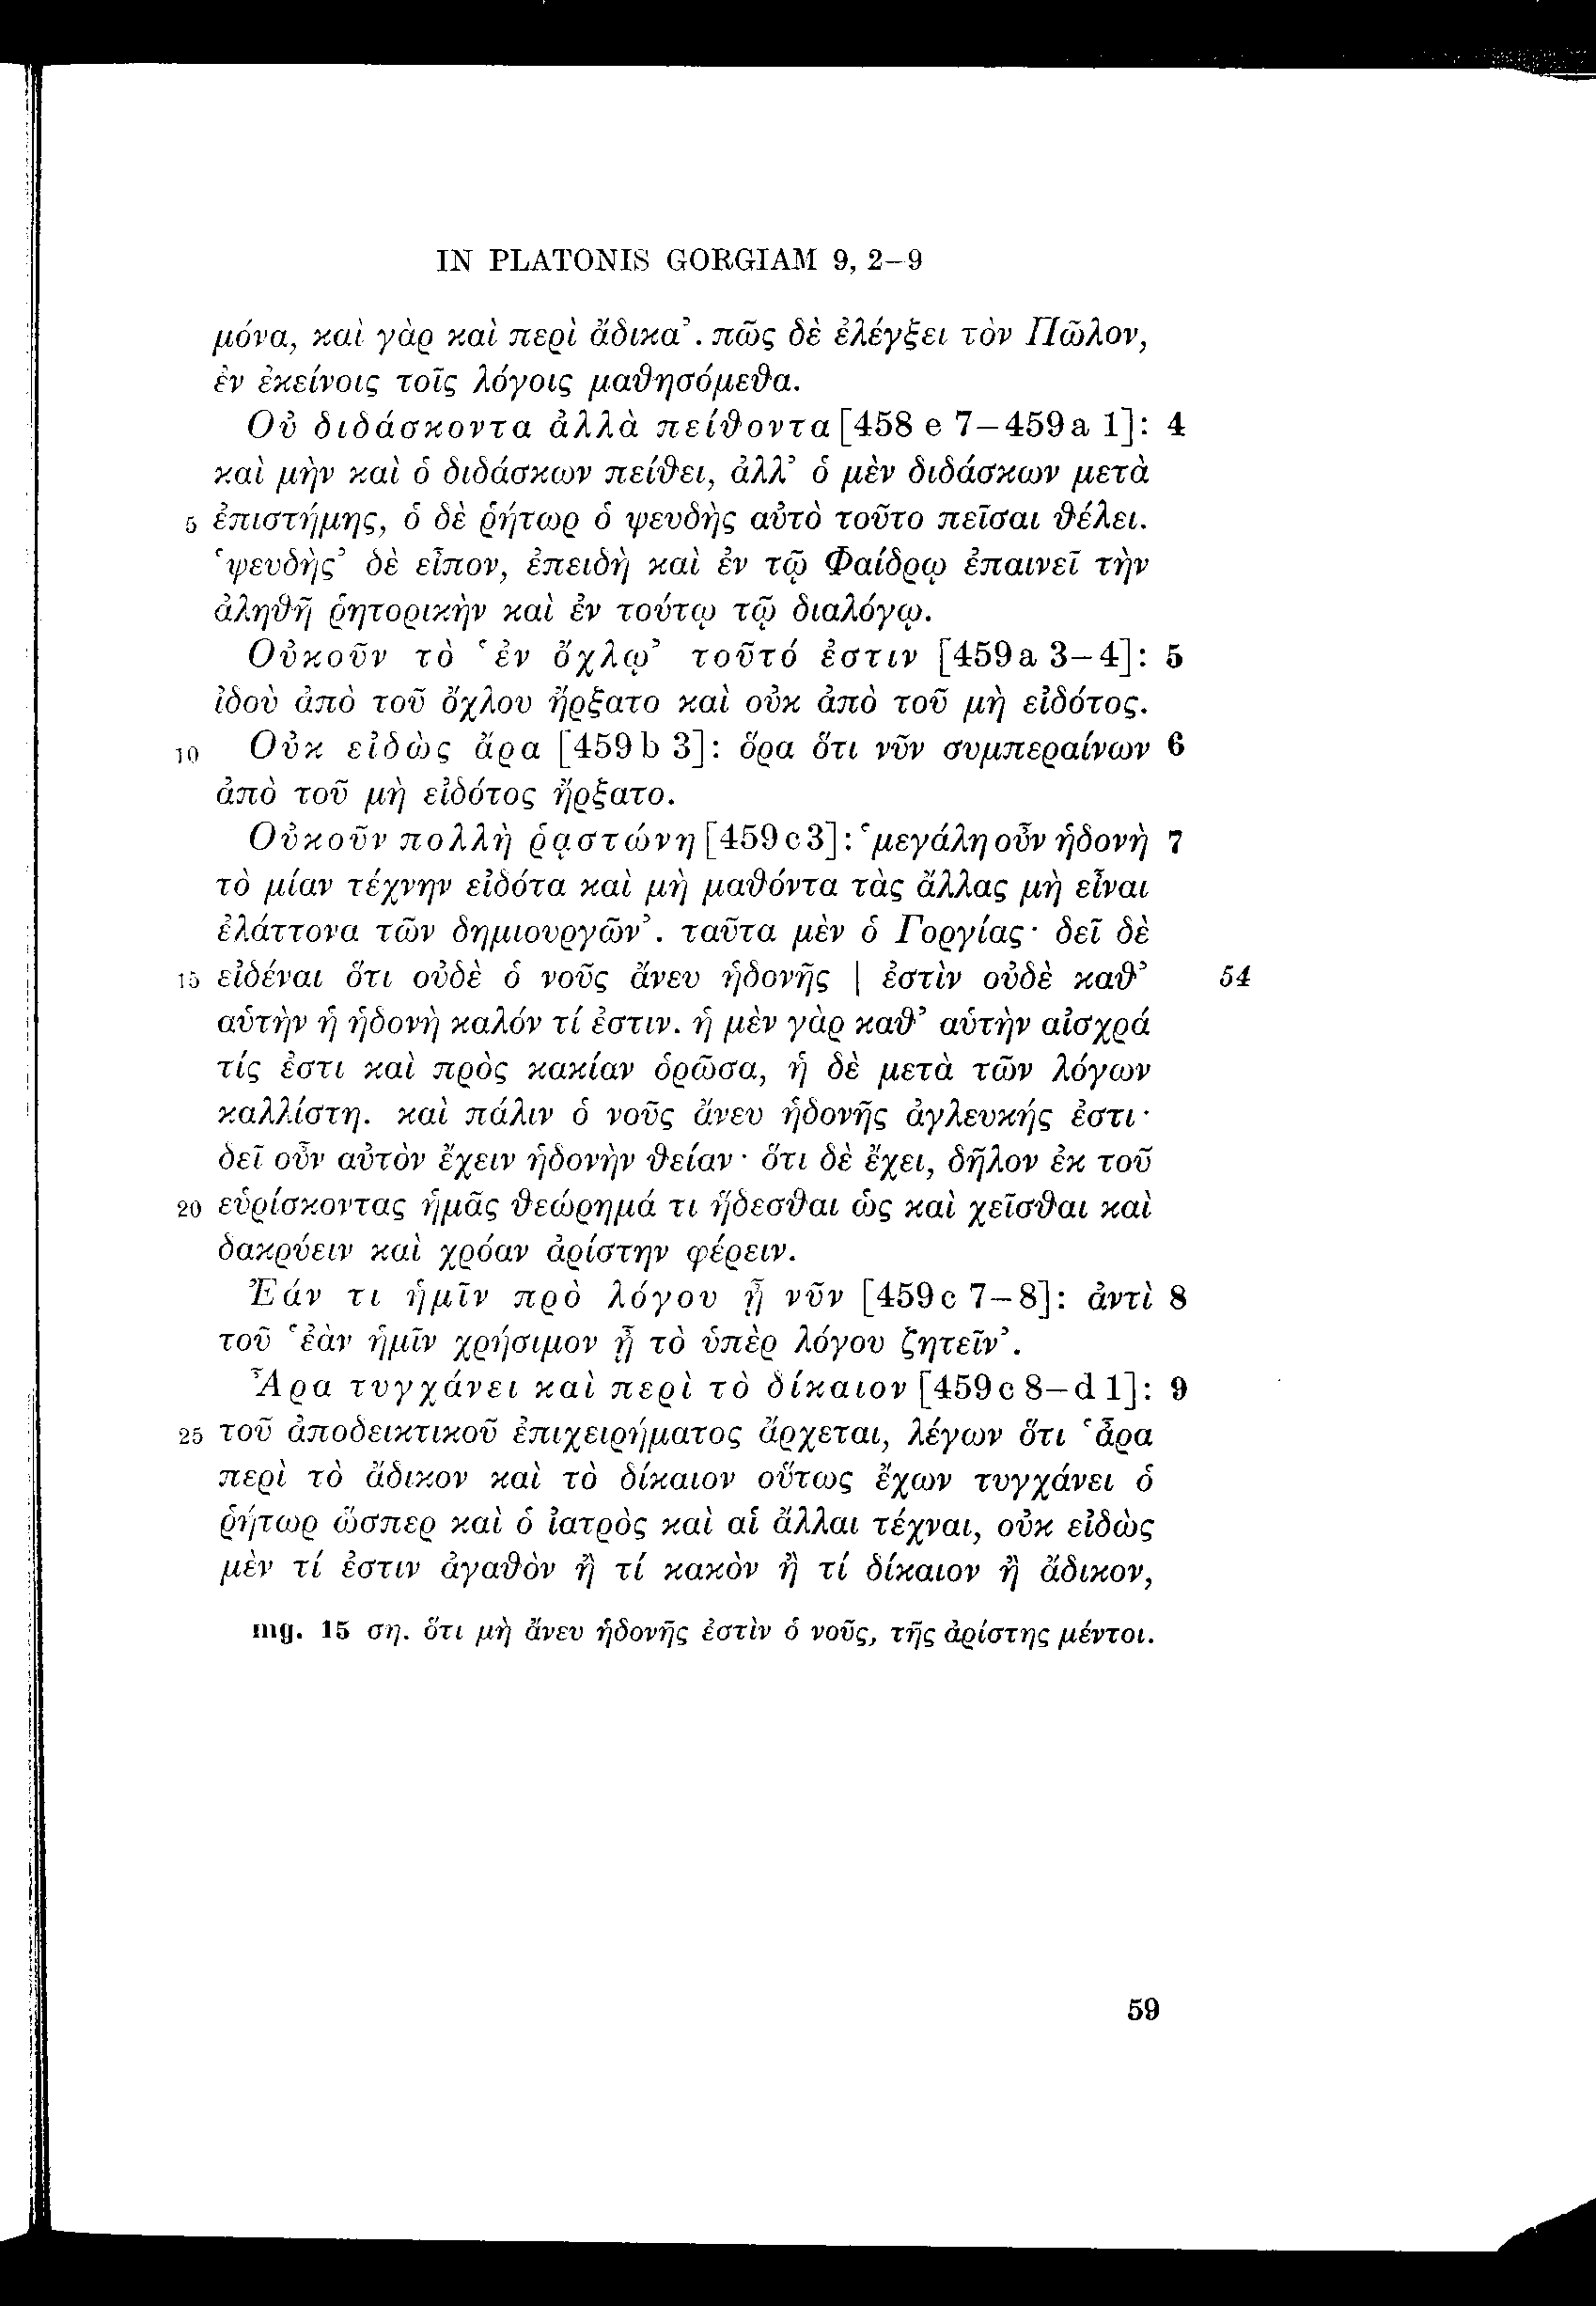 IN PLATONIS GORGIAM 9, 2–9
μόνα, καὶ γὰρ καὶ περὶ ἄδικα’. πῶς δὲ ἐλέγξει τὸν Πῶλον,
ἐν ἐκείνοις τοῖς λόγοις μαθησόμεθα.
Οὐ διδάσκοντα ἀλλὰ πείθοντα [458 e 7–459 a 1]: 4
καὶ μὴν καὶ ὁ διδάσκων πείθει, ἀλλ’ ὁ μὲν διδάσκων μετὰ
5 ἐπιστήμης, ὁ δὲ ῥήτωρ ὁ ψευδὴς αὐτὸ τοῦτο πεῖσαι θέλει.
‘ψευδὴς’ δὲ εἶπον, ἐπειδὴ καὶ ἐν τῷ Φαίδρῳ ἐπαινεῖ τὴν
ἀληθῆ ῥητορικὴν καὶ ἐν τούτῳ τῷ διαλόγῳ.
Οὐκοῦν τὸ ‘ἐν ὄχλῳ’ τοῦτό ἐστιν [459 a 3–4]: 5
ἰδοὺ ἀπὸ τοῦ ὄχλου ἤρξατο καὶ οὐκ ἀπὸ τοῦ μὴ εἰδότος.
10 Οὐκ εἰδὼς ἄρα [459 b 3]: ὅρα ὅτι νῦν συμπεραίνων 6
ἀπὸ τοῦ μὴ εἰδότος ἤρξατο.
Οὐκοῦν πολλὴ ῥᾳστώνη [459 c 3]: ‘μεγάλη οὖν ἡδονὴ 7
τὸ μίαν τέχνην εἰδότα καὶ μὴ μαθόντα τὰς ἄλλας μὴ εἶναι
ἐλάττονα τῶν δημιουργῶν’. ταῦτα μὲν ὁ Γοργίας· δεῖ δὲ
15 εἰδέναι ὅτι οὐδὲ ὁ νοῦς ἄνευ ἡδονῆς | ἐστὶν οὐδὲ καθ’ 54
αὑτὴν ἡ ἡδονὴ καλόν τί ἐστιν. ἡ μὲν γὰρ καθ’ αὑτὴν αἰσχρά
τίς ἐστι καὶ πρὸς κακίαν ὁρῶσα, ἡ δὲ μετὰ τῶν λόγων
καλλίστη. καὶ πάλιν ὁ νοῦς ἄνευ ἡδονῆς ἀγλευκής ἐστι·
δεῖ οὖν αὐτὸν ἔχειν ἡδονὴν θείαν· ὅτι δὲ ἔχει, δῆλον ἐκ τοῦ
20 εὑρίσκοντας ἡμᾶς θεώρημά τι ἥδεσθαι ὡς καὶ χεῖσθαι καὶ
δακρύειν καὶ χρόαν ἀρίστην φέρειν.
Ἐάν τι ἡμῖν πρὸ λόγου ᾖ νῦν [459 c 7–8]: ἀντὶ 8
τοῦ ‘ἐὰν ἡμῖν χρήσιμον ᾖ τὸ ὑπὲρ λόγου ζητεῖν’.
Ἆρα τυγχάνει καὶ περὶ τὸ δίκαιον [459 c 8–d 1]: 9
25 τοῦ ἀποδεικτικοῦ ἐπιχειρήματος ἄρχεται, λέγων ὅτι ‘ἆρα
περὶ τὸ ἄδικον καὶ τὸ δίκαιον οὕτως ἔχων τυγχάνει ὁ
ῥήτωρ ὥσπερ καὶ ὁ ἰατρὸς καὶ αἱ ἄλλαι τέχναι, οὐκ εἰδὼς
μὲν τί ἐστιν ἀγαθὸν ἢ τί κακὸν ἢ τί δίκαιον ἢ ἄδικον,
mg. 15 ση. ὅτι μὴ ἄνευ ἡδονῆς ἐστὶν ὁ νοῦς, τῆς ἀρίστης μέντοι.
59